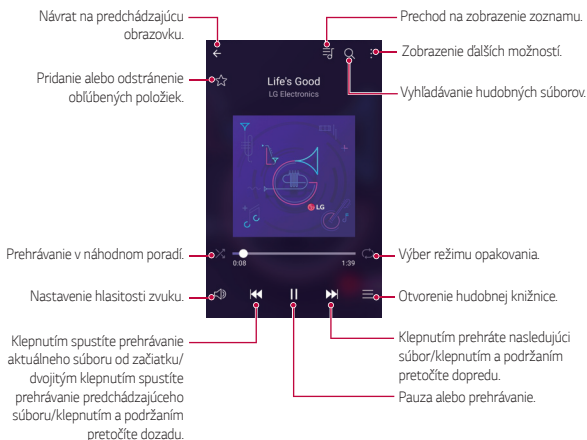 Návrat na predchádzajúcu
obrazovku.
Prechod na zobrazenie zoznamu.
Zobrazenie ďalších možností.
Pridanie alebo odstránenie
obľúbených položiek.
Life's Good
LG Electronics
Vyhľadávanie hudobných súborov.
LG
Prehrávanie v náhodnom poradí.
0:08
1:39
Výber režimu opakovania.
Nastavenie hlasitosti zvuku.
Otvorenie hudobnej knižnice.
Klepnutím spustíte prehrávanie
aktuálneho súboru od začiatku/
dvojitým klepnutím spustíte
prehrávanie predchádzajúceho
súboru/klepnutím a podržaním
pretočíte dozadu.
Klepnutím prehráte nasledujúci
súbor/klepnutím a podržaním
pretočíte dopredu.
Pauza alebo prehrávanie.